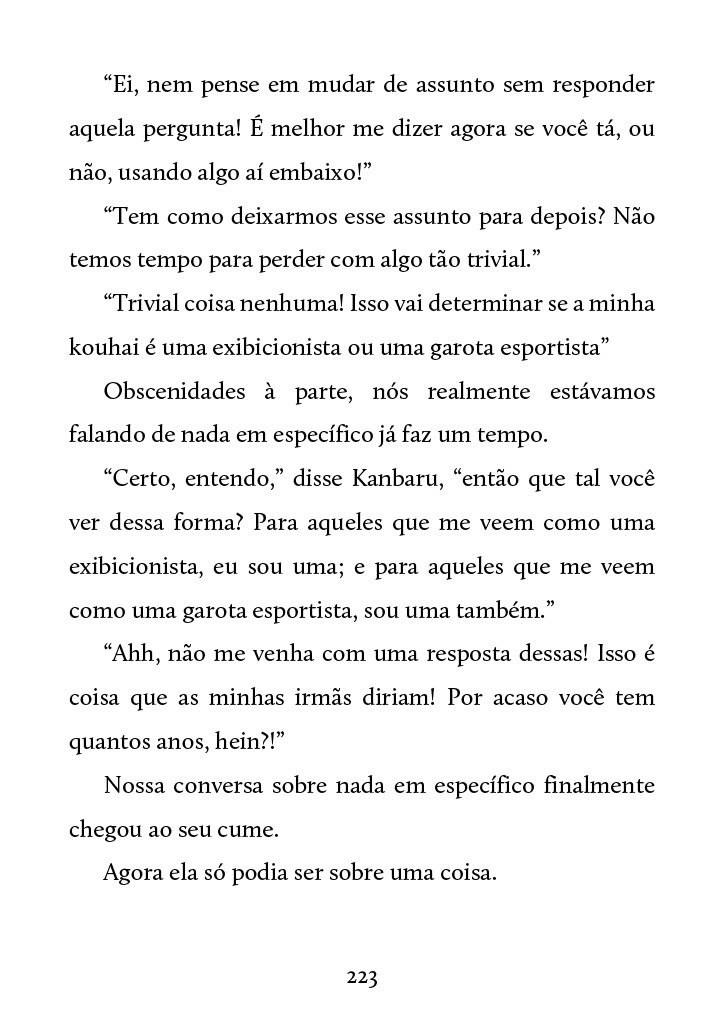 “Ei, nem pense em mudar de assunto sem responder
aquela pergunta! É melhor me dizer agora se você tá, ou
não, usando algo aí embaixo!”
“Tem como deixarmos esse assunto para depois? Não
temos tempo para perder com algo tão trivial.”
“Trivial coisa nenhuma! Isso vai determinar se a minha
kouhai é uma exibicionista ou uma garota esportista”
Obscenidades à parte, nós realmente estávamos
falando de nada em específico já faz um tempo.
“Certo, entendo,” disse Kanbaru, “então que tal você
ver dessa forma? Para aqueles que me veem como uma
exibicionista, eu sou uma; e para aqueles que me veem
como uma garota esportista, sou uma também.”
“Ahh, não me venha com uma resposta dessas! Isso é
coisa que as minhas irmãs diriam! Por acaso você tem
quantos anos, hein?!”
Nossa conversa sobre nada em específico finalmente
chegou ao seu cume.
Agora ela só podia ser sobre uma coisa.
223